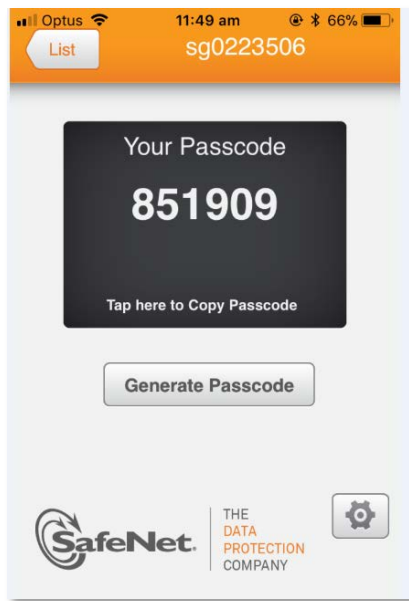 Optus 11:49 am 66%
List sg0223506
Your Passcode
851909
Tap here to Copy Passcode
Generate Passcode
SafeNet.
THE
DATA
PROTECTION
COMPANY